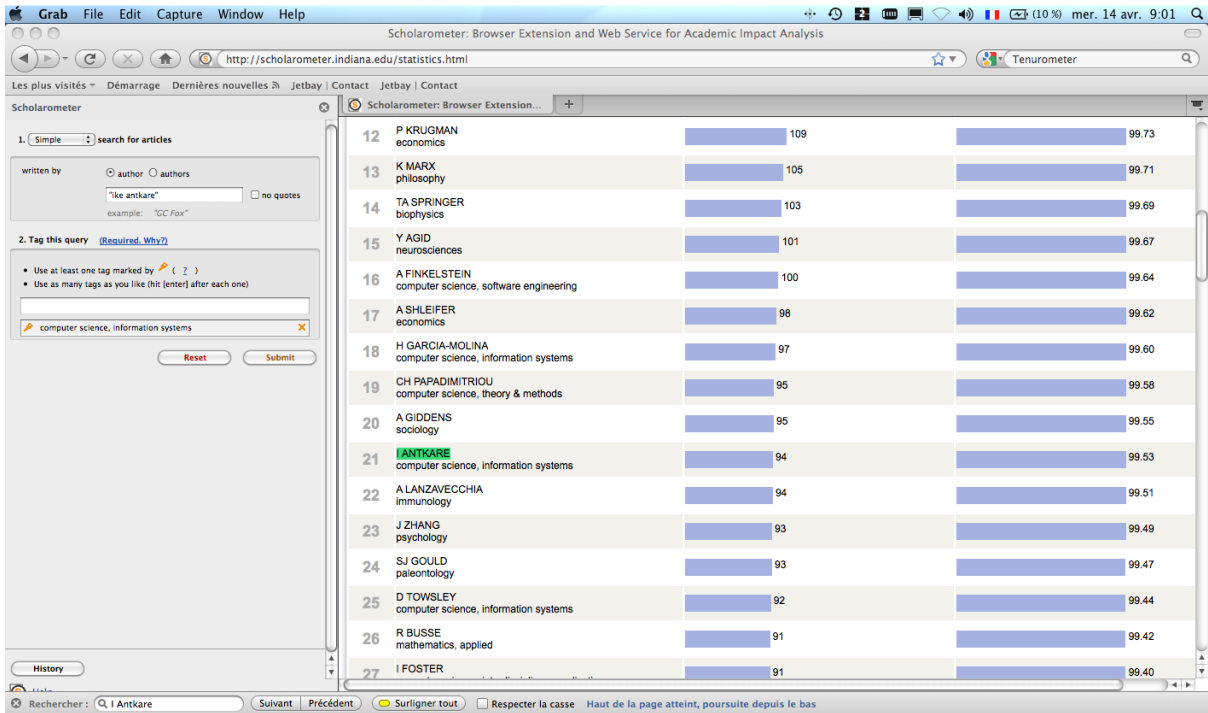 Grab File Edit Capture Window Help (10 %) mer. 14 avr. 9:01
Scholarometer: Browser Extension and Web Service for Academic Impact Analysis
http://scholarometer.indiana.edu/statistics.html Tenurometer
Les plus visités Démarrage Dernières nouvelles Jetbay | Contact Jetbay | Contact
Scholarometer
Scholarometer: Browser Extension...
1. Simple search for articles
written by author authors
"ike antkare" no quotes
example: "GC Fox"
2. Tag this query (Required. Why?)
• Use at least one tag marked by ( ? )
• Use as many tags as you like (hit [enter] after each one)
computer science, information systems
Reset Submit
History
12 P KRUGMAN 109 99.73
economics
13 K MARX 105 99.71
philosophy
14 TA SPRINGER 103 99.69
biophysics
15 Y AGID 101 99.67
neurosciences
16 A FINKELSTEIN 100 99.64
computer science, software engineering
17 A SHLEIFER 98 99.62
economics
18 H GARCIA-MOLINA 97 99.60
computer science, information systems
19 CH PAPADIMITRIOU 95 99.58
computer science, theory & methods
20 A GIDDENS 95 99.55
sociology
21 I ANTKARE 94 99.53
computer science, information systems
22 A LANZAVECCHIA 94 99.51
immunology
23 J ZHANG 93 99.49
psychology
24 SJ GOULD 93 99.47
paleontology
25 D TOWSLEY 92 99.44
computer science, information systems
26 R BUSSE 91 99.42
mathematics, applied
27 I FOSTER 91 99.40
Rechercher : I Antkare Suivant Précédent Surligner tout Respecter la casse Haut de la page atteint, poursuite depuis le bas